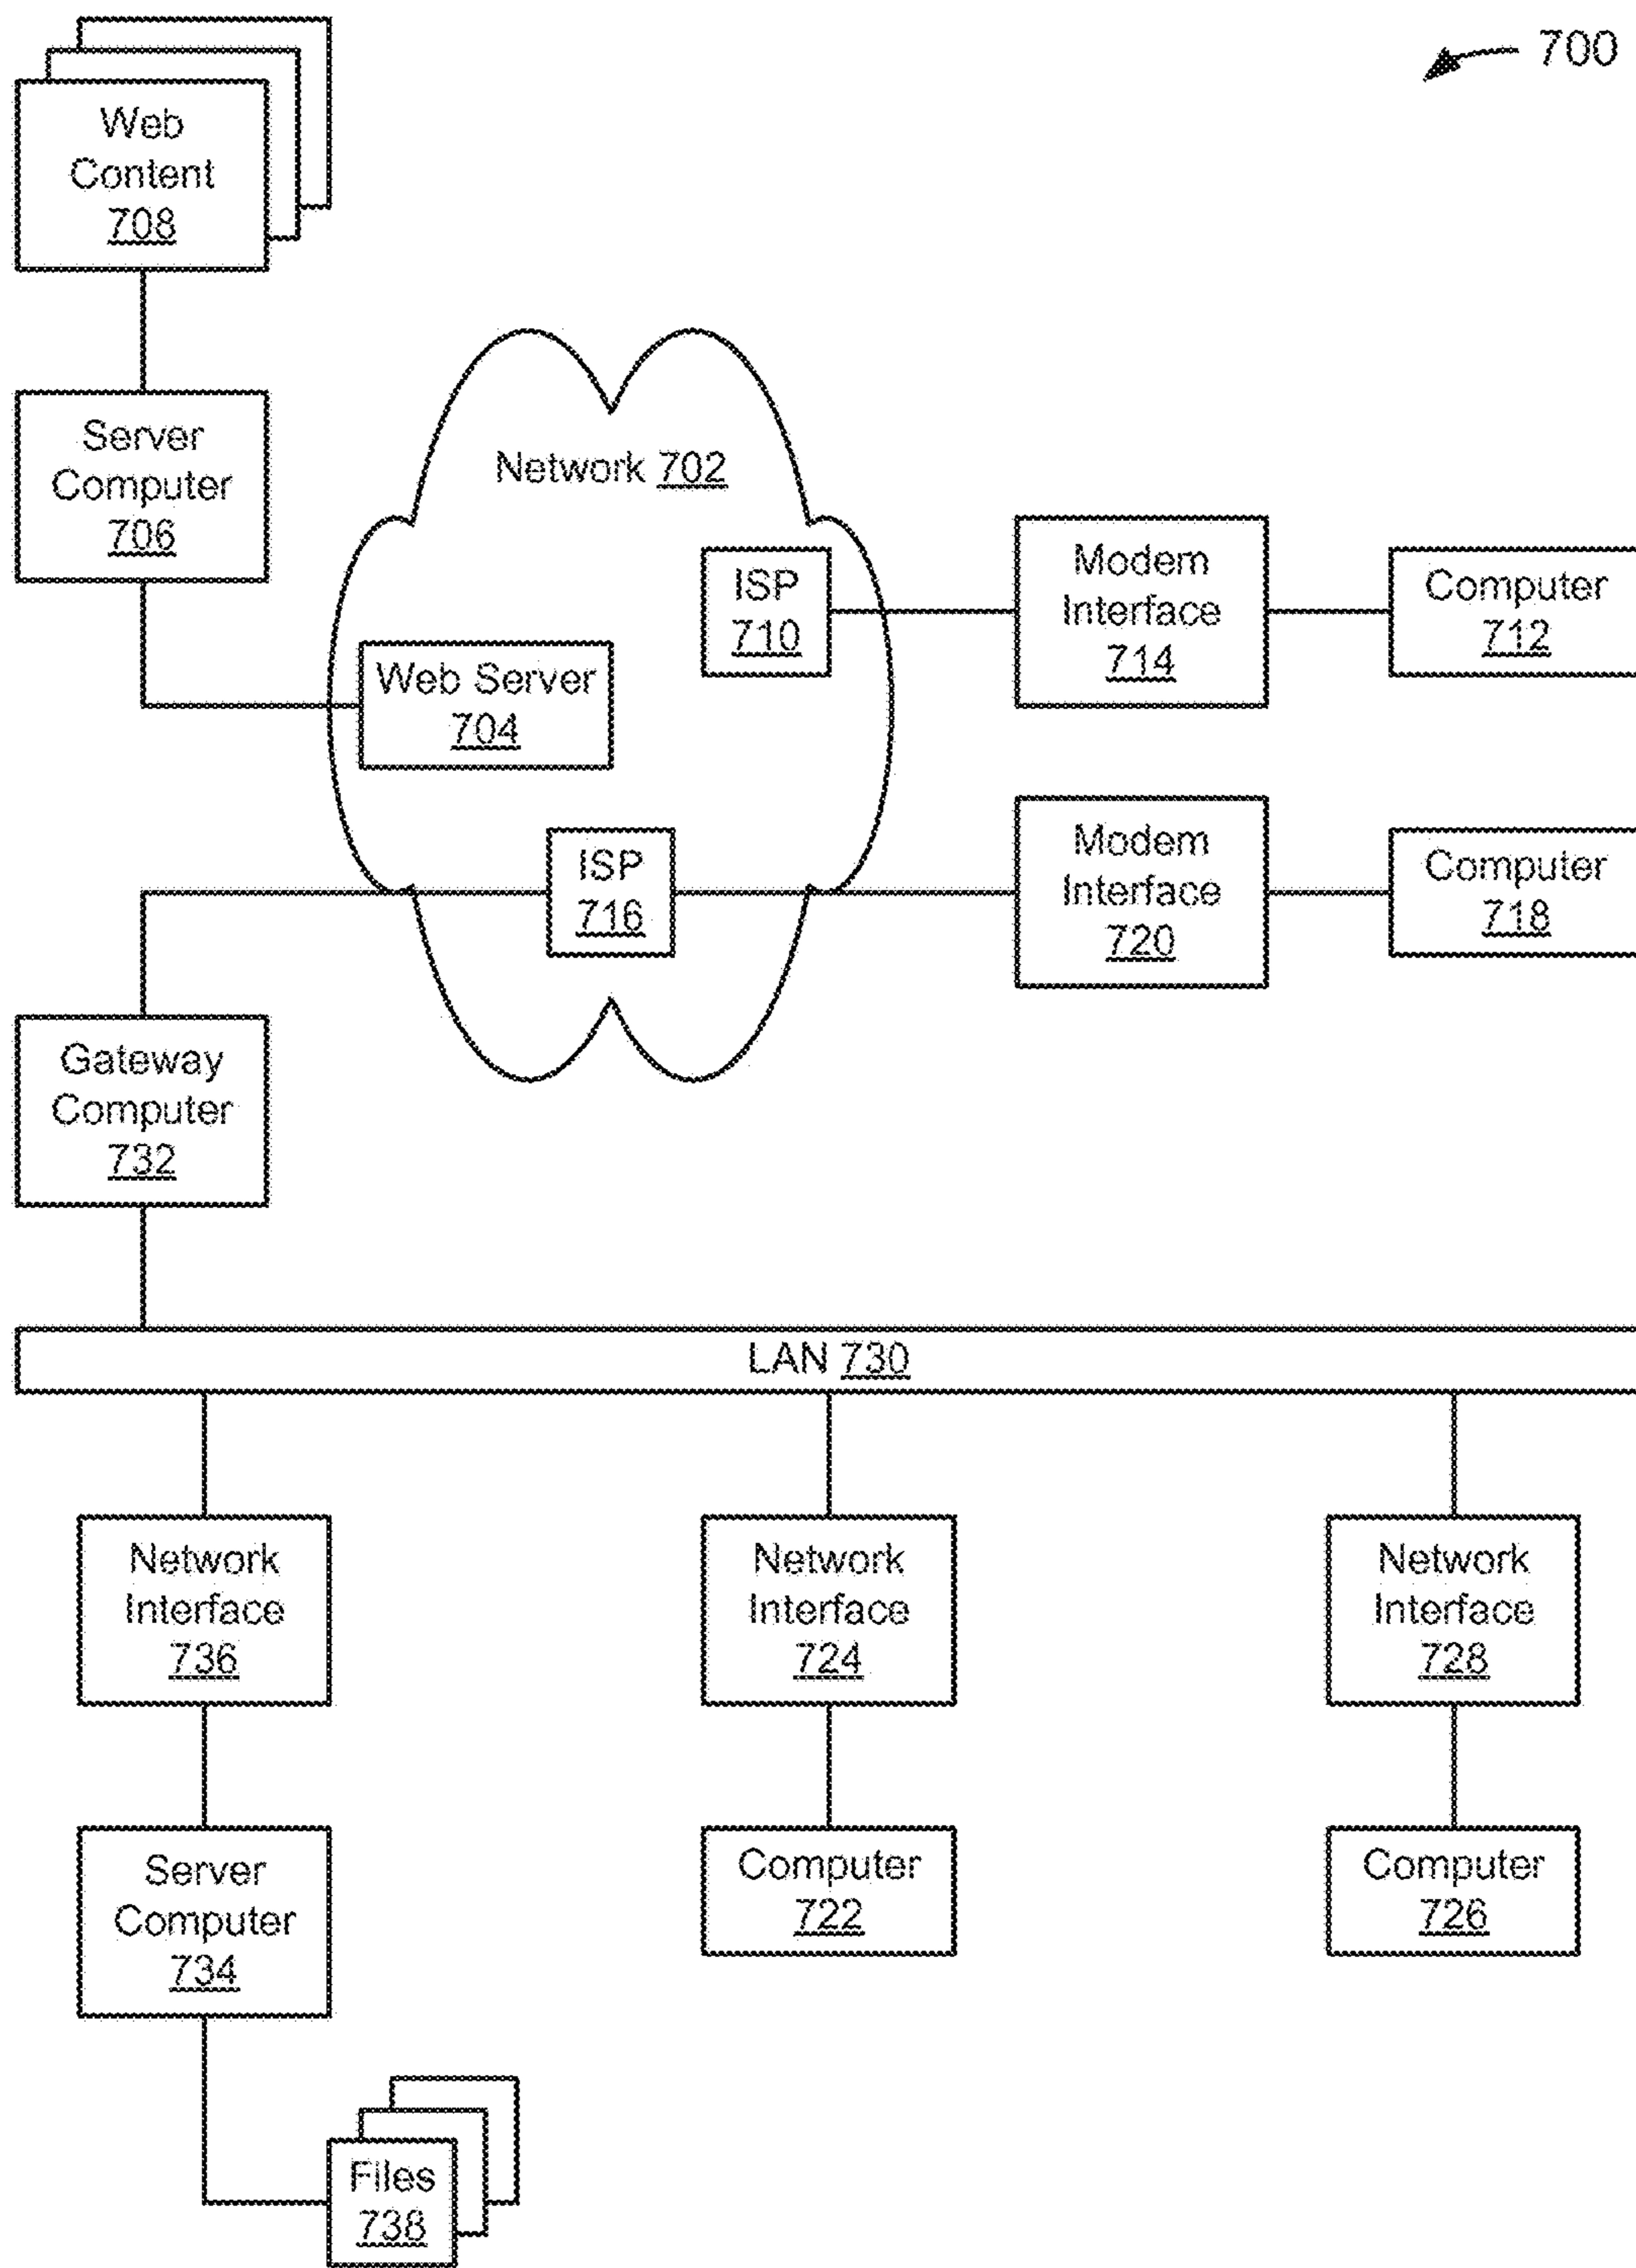 700
Web
Content
708
Server
Computer
706
Network 702
ISP
710
Modem
Interface
714
Computer
712
Web Server
704
ISP
716
Modem
Interface
720
Computer
718
Gateway
Computer
732
LAN 730
Network
Interface
736
Network
Interface
724
Network
Interface
728
Server
Computer
734
Computer
722
Computer
726
Files
738